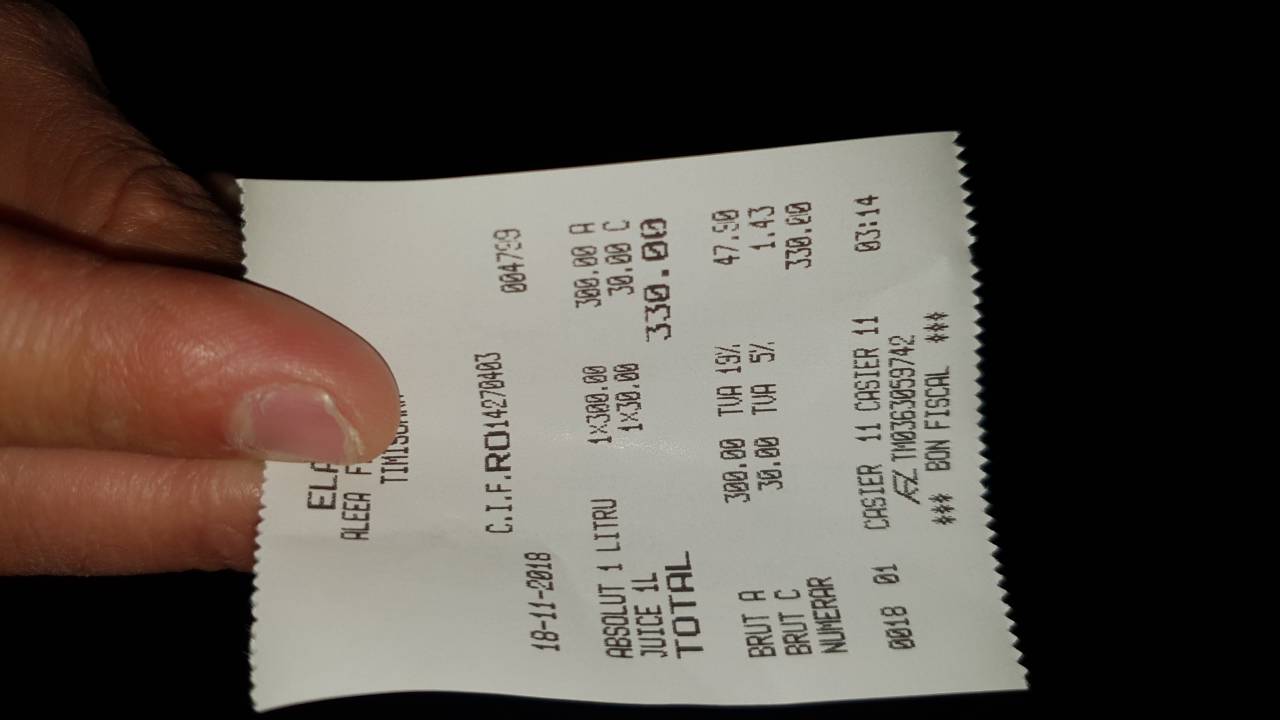 ELA
ALEEA F
TIMISOARA
C.I.F.RO14270403
18-11-2018 004799
ABSOLUT 1 LITRU 1x300.00 300.00 A
JUICE 1L 1x30.00 30.00 C
TOTAL 330.00
BRUT A 300.00 TVA 19% 47.90
BRUT C 30.00 TVA 5% 1.43
NUMERAR 330.00
0018 01 CASIER 11 CASIER 11 03:14
TM0363059742
*** BON FISCAL ***